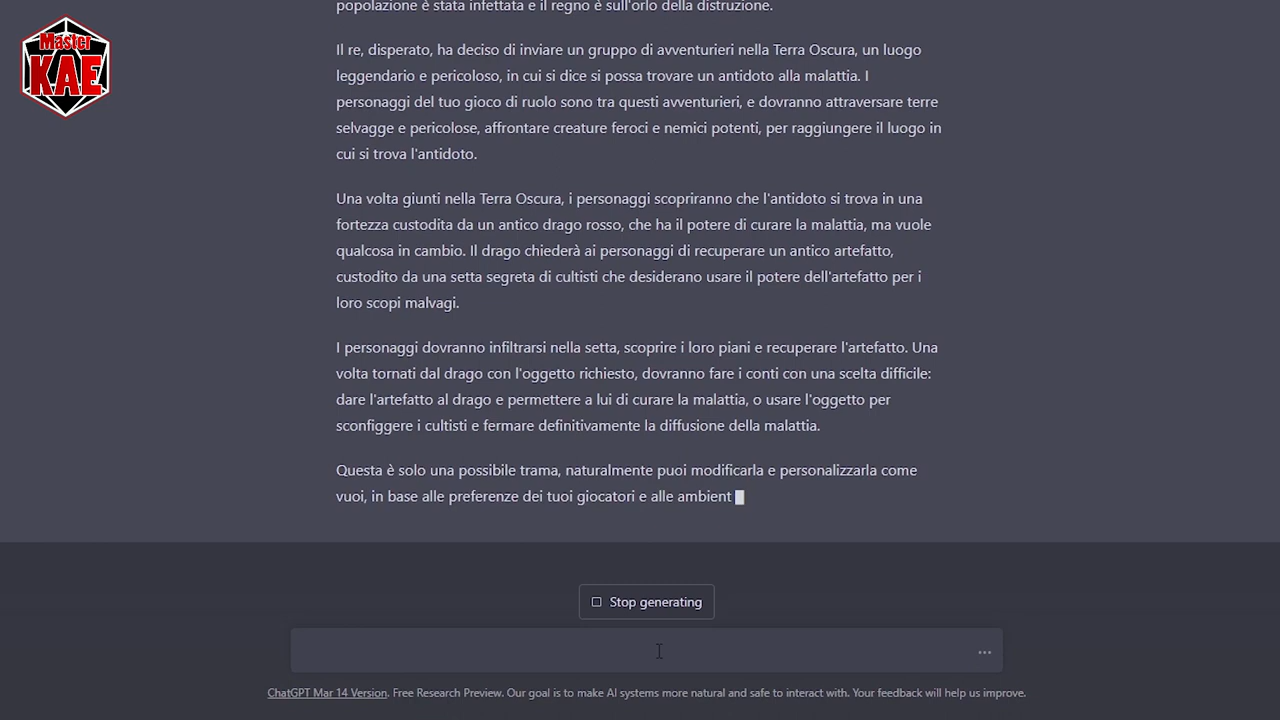 Master
KAE
popolazione è stata infettata e il regno è sull'orlo della distruzione.
Il re, disperato, ha deciso di inviare un gruppo di avventurieri nella Terra Oscura, un luogo
leggendario e pericoloso, in cui si dice si possa trovare un antidoto alla malattia. I
personaggi del tuo gioco di ruolo sono tra questi avventurieri, e dovranno attraversare terre
selvagge e pericolose, affrontare creature feroci e nemici potenti, per raggiungere il luogo in
cui si trova l'antidoto.
Una volta giunti nella Terra Oscura, i personaggi scopriranno che l'antidoto si trova in una
fortezza custodita da un antico drago rosso, che ha il potere di curare la malattia, ma vuole
qualcosa in cambio. Il drago chiederà ai personaggi di recuperare un antico artefatto,
custodito da una setta segreta di cultisti che desiderano usare il potere dell'artefatto per i
loro scopi malvagi.
I personaggi dovranno infiltrarsi nella setta, scoprire i loro piani e recuperare l'artefatto. Una
volta tornati dal drago con l'oggetto richiesto, dovranno fare i conti con una scelta difficile:
dare l'artefatto al drago e permettere a lui di curare la malattia, o usare l'oggetto per
sconfiggere i cultisti e fermare definitivamente la diffusione della malattia.
Questa è solo una possibile trama, naturalmente puoi modificarla e personalizzarla come
vuoi, in base alle preferenze dei tuoi giocatori e alle ambient
Stop generating
ChatGPT Mar 14 Version. Free Research Preview. Our goal is to make AI systems more natural and safe to interact with. Your feedback will help us improve.